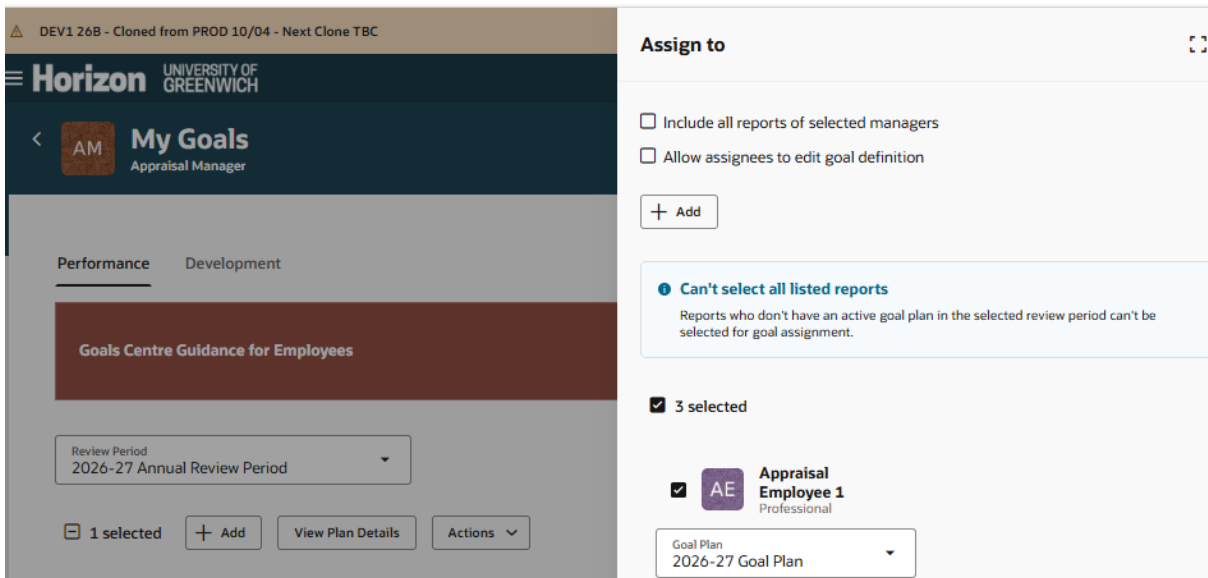 DEV1 26B - Cloned from PROD 10/04 - Next Clone TBC
Horizon UNIVERSITY OF
GREENWICH
AM
My Goals
Appraisal Manager
Performance Development
Goals Centre Guidance for Employees
Review Period
2026-27 Annual Review Period
1 selected
Add
View Plan Details
Actions
Assign to
Include all reports of selected managers
Allow assignees to edit goal definition
Add
Can't select all listed reports
Reports who don't have an active goal plan in the selected review period can't be
selected for goal assignment.
3 selected
AE
Appraisal
Employee 1
Professional
Goal Plan
2026-27 Goal Plan